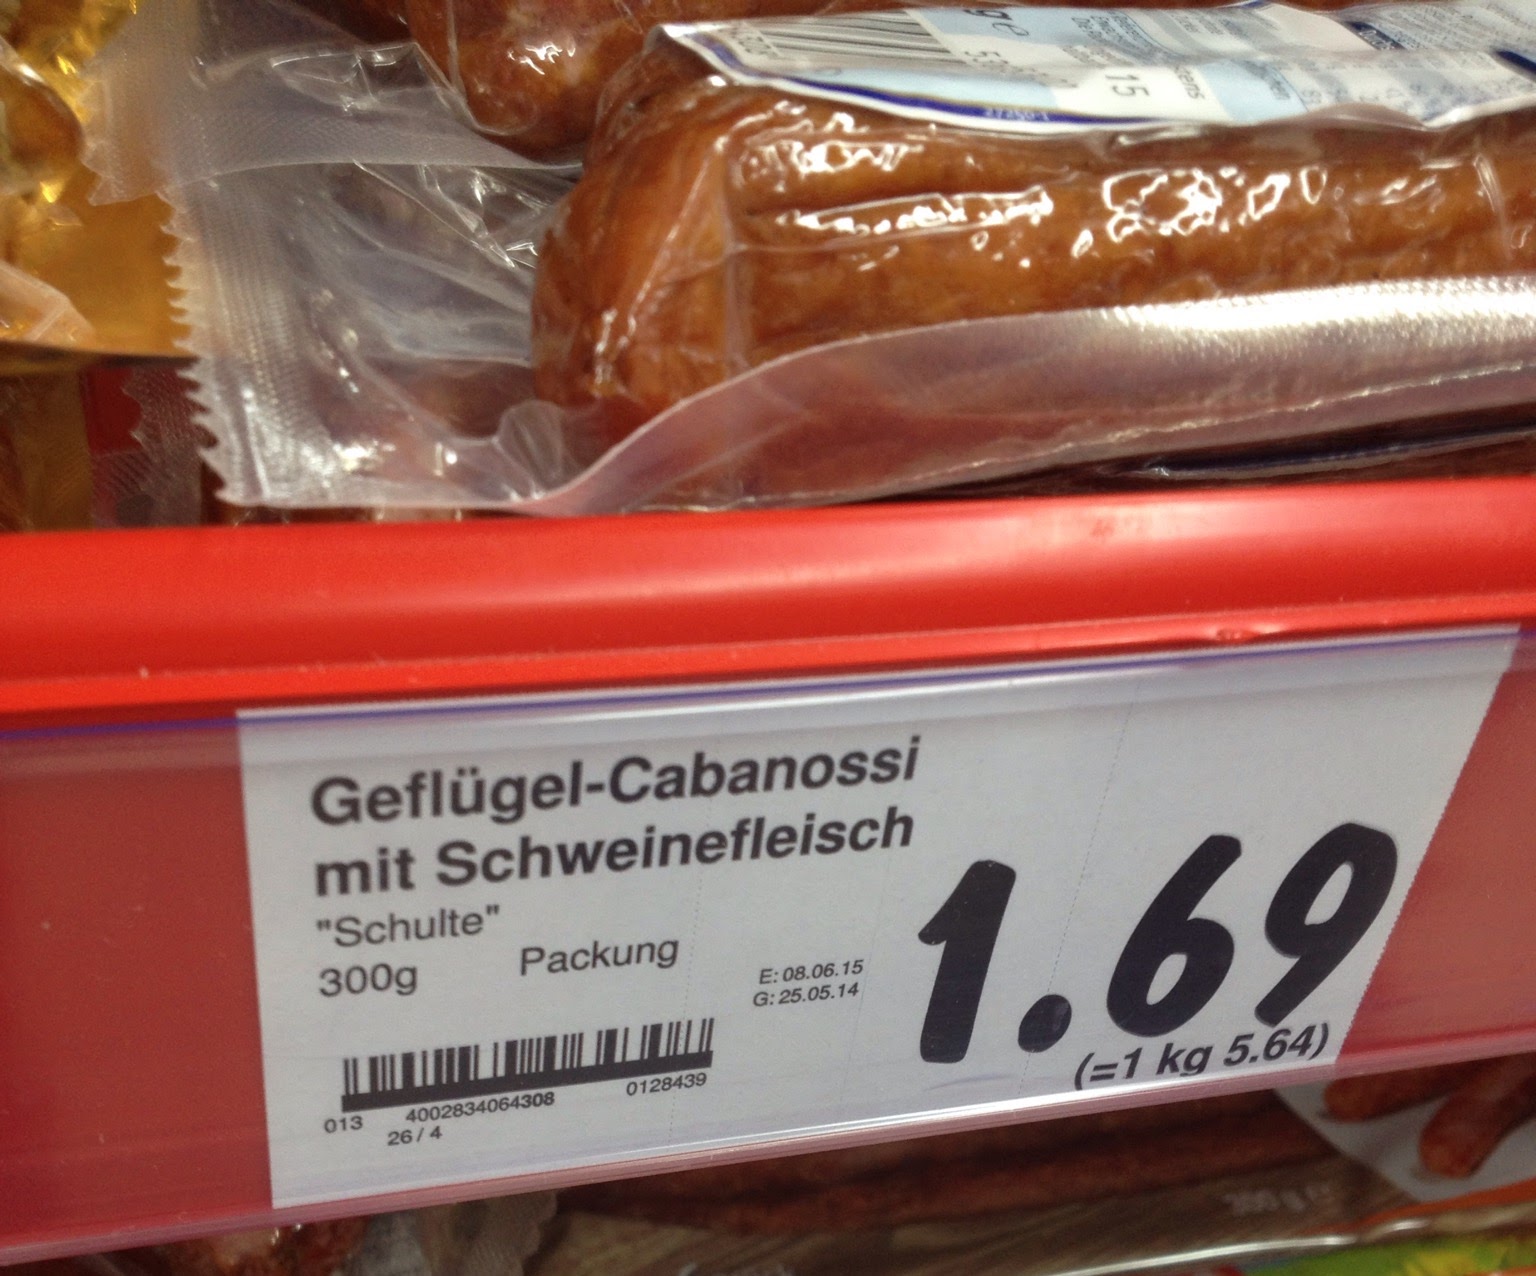 15
Geflügel-Cabanossi
mit Schweinefleisch
"Schulte"
300g Packung
E: 08.06.15
G: 25.05.14
1.69
(=1 kg 5.64)
013 4002834064308 0128439
26 / 4